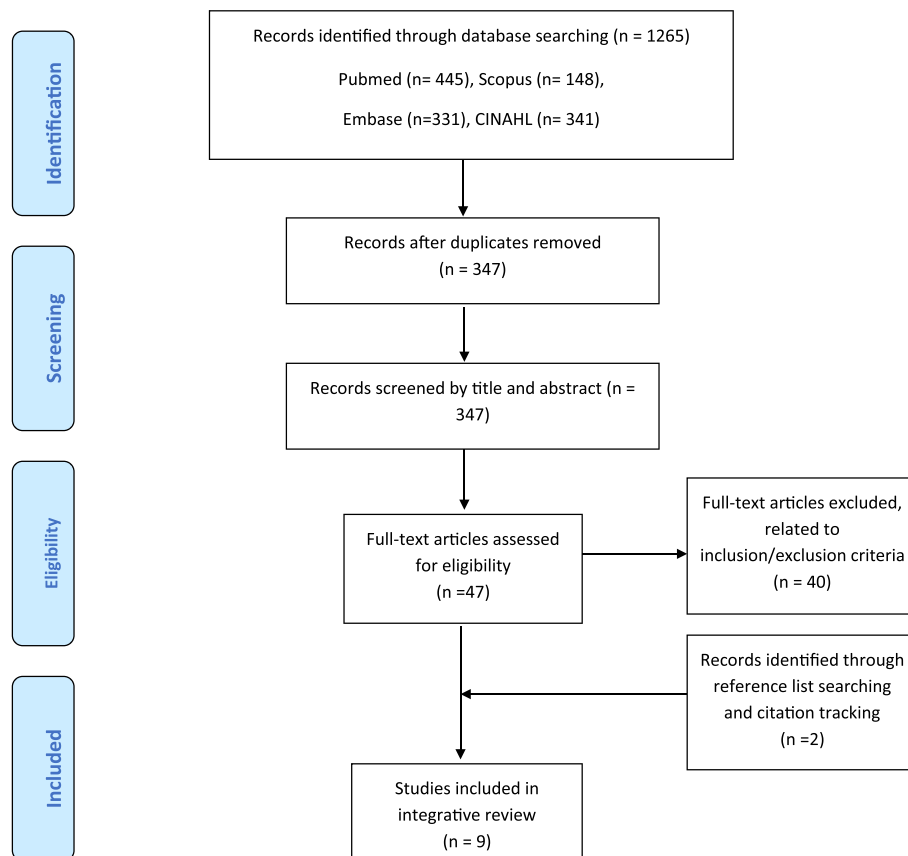 Identification
Records identified through database searching (n = 1265)
Pubmed (n= 445), Scopus (n= 148),
Embase (n=331), CINAHL (n= 341)
Screening
Records after duplicates removed
(n = 347)
Records screened by title and abstract (n =
347)
Eligibility
Full-text articles assessed
for eligibility
(n =47)
Full-text articles excluded,
related to
inclusion/exclusion criteria
(n = 40)
Records identified through
reference list searching
and citation tracking
(n =2)
Included
Studies included in
integrative review
(n = 9)